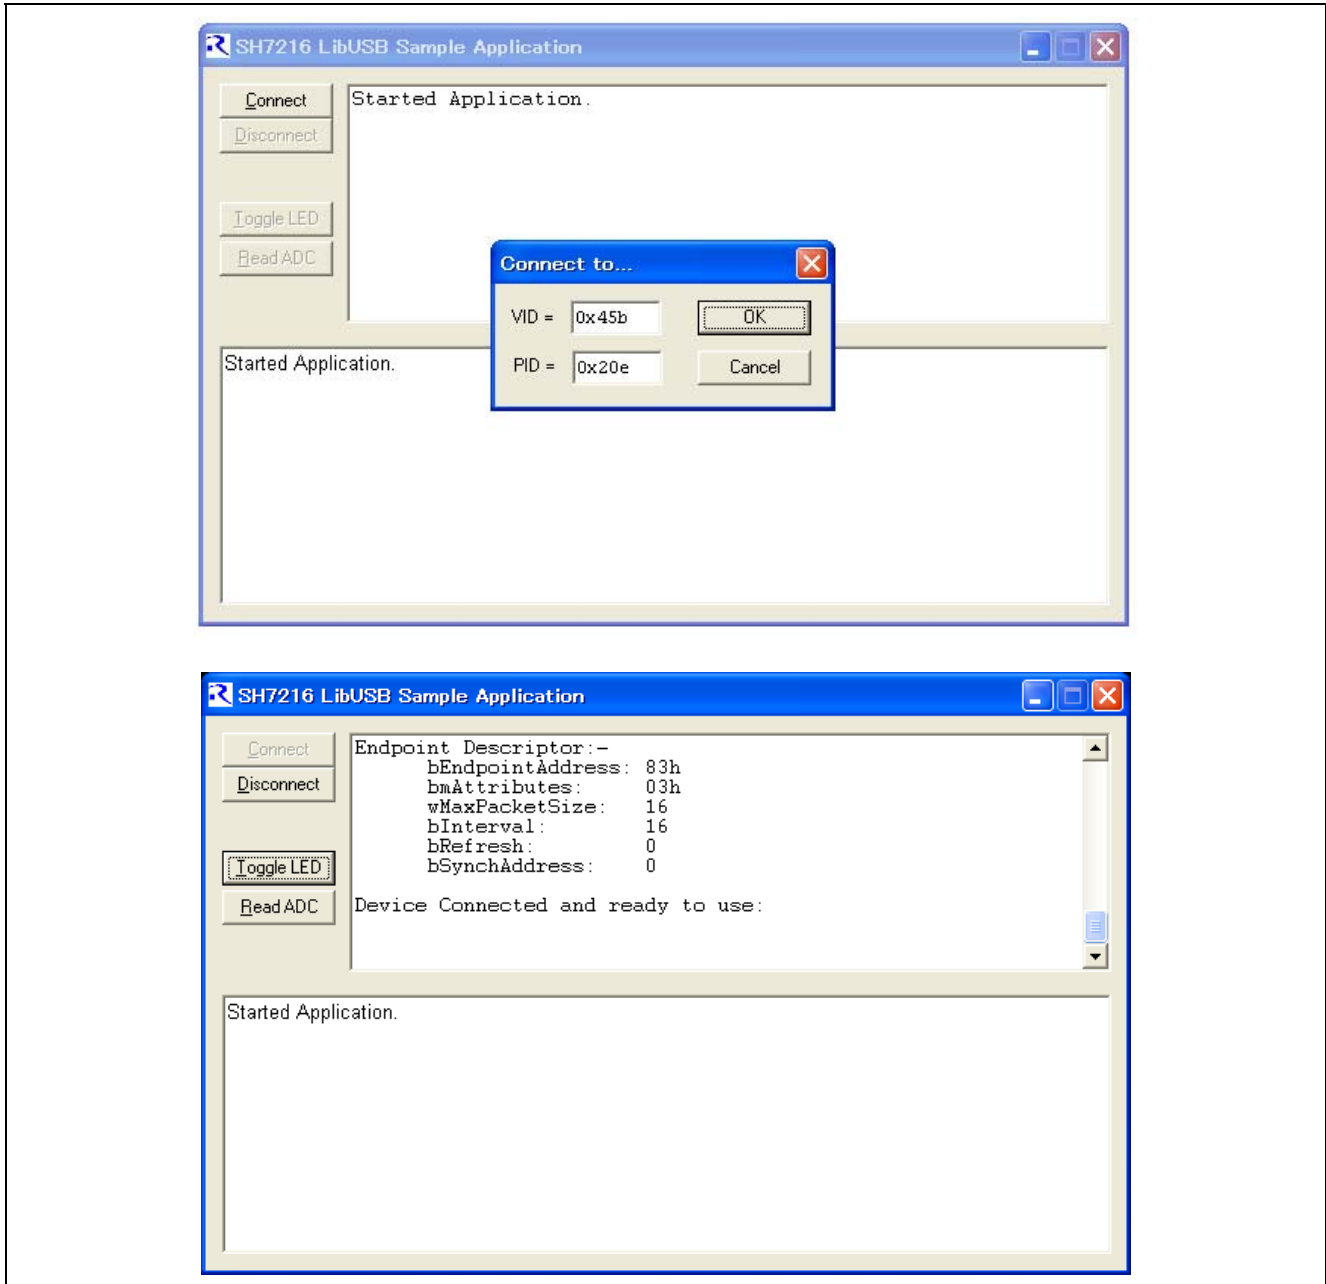 SH7216 LibUSB Sample Application
Connect
Started Application.
Disconnect
Toggle LED
Read ADC
Connect to...
VID = 0x45b
OK
PID = 0x20e
Cancel
Started Application.
SH7216 LibUSB Sample Application
Connect
Disconnect
Toggle LED
Read ADC
Endpoint Descriptor:-
bEndpointAddress: 83h
bmAttributes: 03h
wMaxPacketSize: 16
bInterval: 16
bRefresh: 0
bSynchAddress: 0
Device Connected and ready to use:
Started Application.